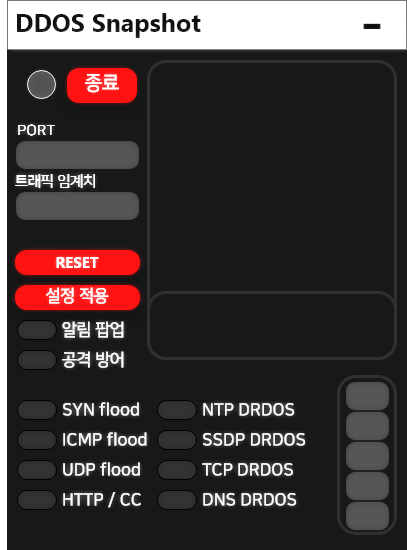 DDOS Snapshot
종료
PORT
트래픽 임계치
RESET
설정 적용
알림 팝업
공격 방어
SYN flood
NTP DRDOS
ICMP flood
SSDP DRDOS
UDP flood
TCP DRDOS
HTTP / CC
DNS DRDOS